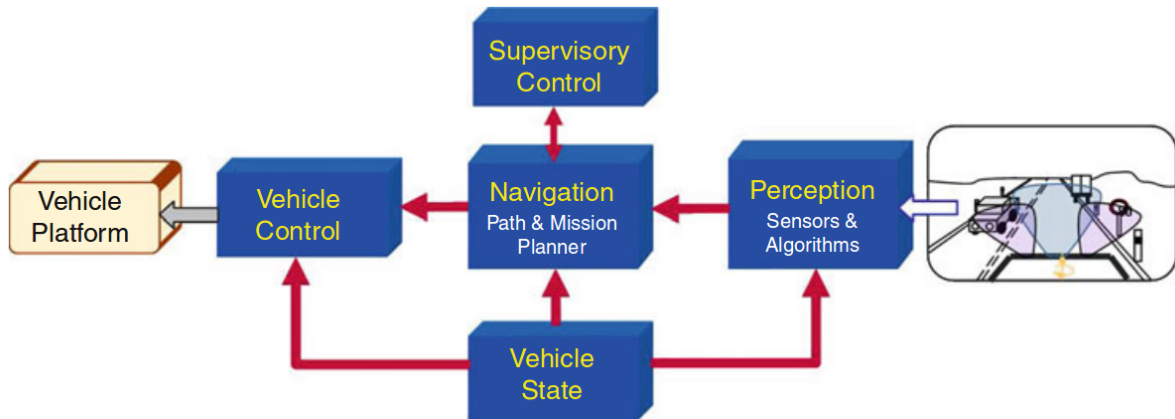 Supervisory
Control
Vehicle
Platform
Vehicle
Control
Navigation
Path & Mission
Planner
Perception
Sensors &
Algorithms
Vehicle
State